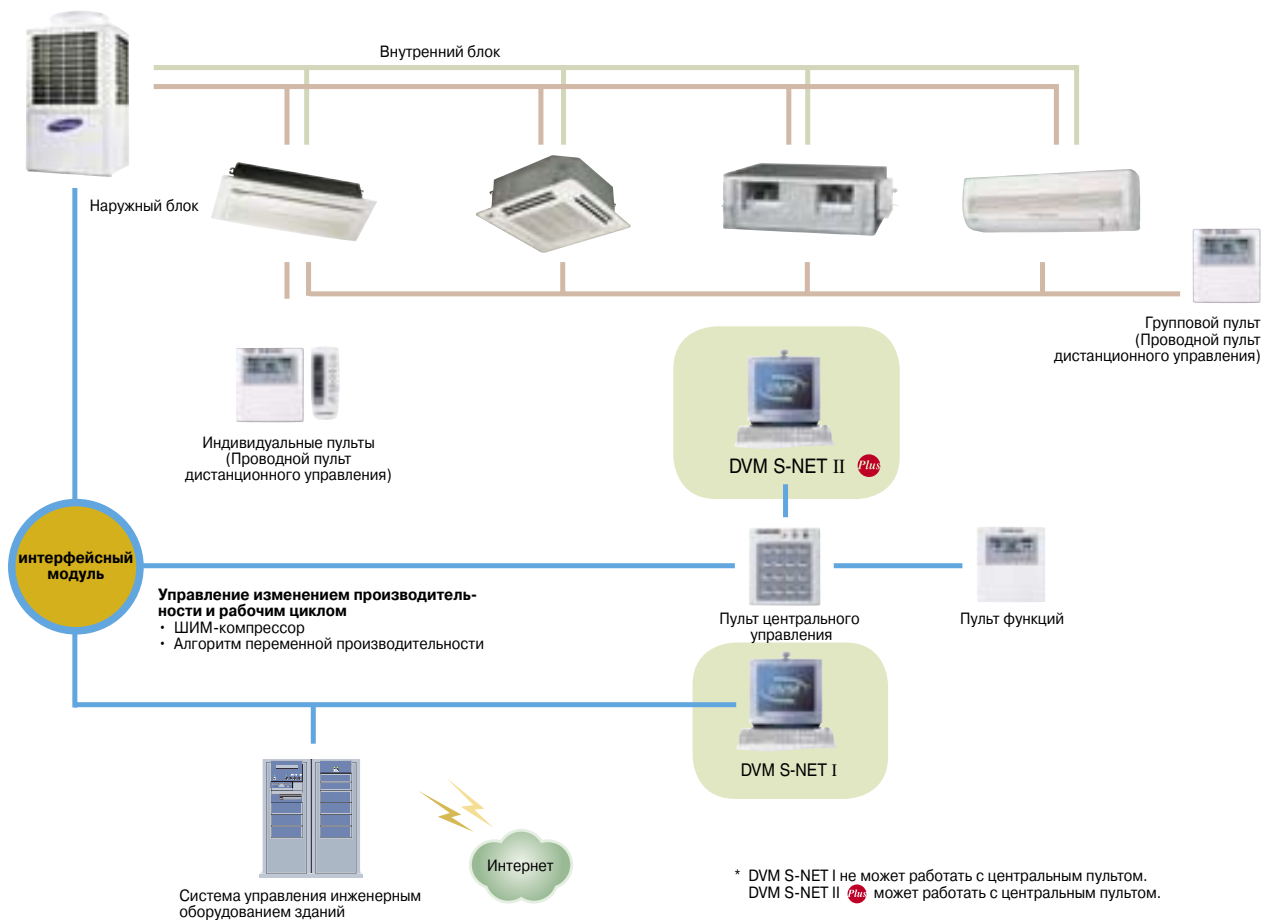 Внутренний блок
Наружный блок
Групповой пульт
(Проводной пульт
дистанционного управления)
Индивидуальные пульты
(Проводной пульт
дистанционного управления)
DVM
DVM S-NET II Plus
интерфейсный
модуль
Управление изменением производитель-
ности и рабочим циклом
· ШИМ-компрессор
· Алгоритм переменной производительности
Пульт центрального
управления
Пульт функций
DVM
DVM S-NET I
Интернет
Система управления инженерным
оборудованием зданий
* DVM S-NET I не может работать с центральным пультом.
DVM S-NET II Plus может работать с центральным пультом.